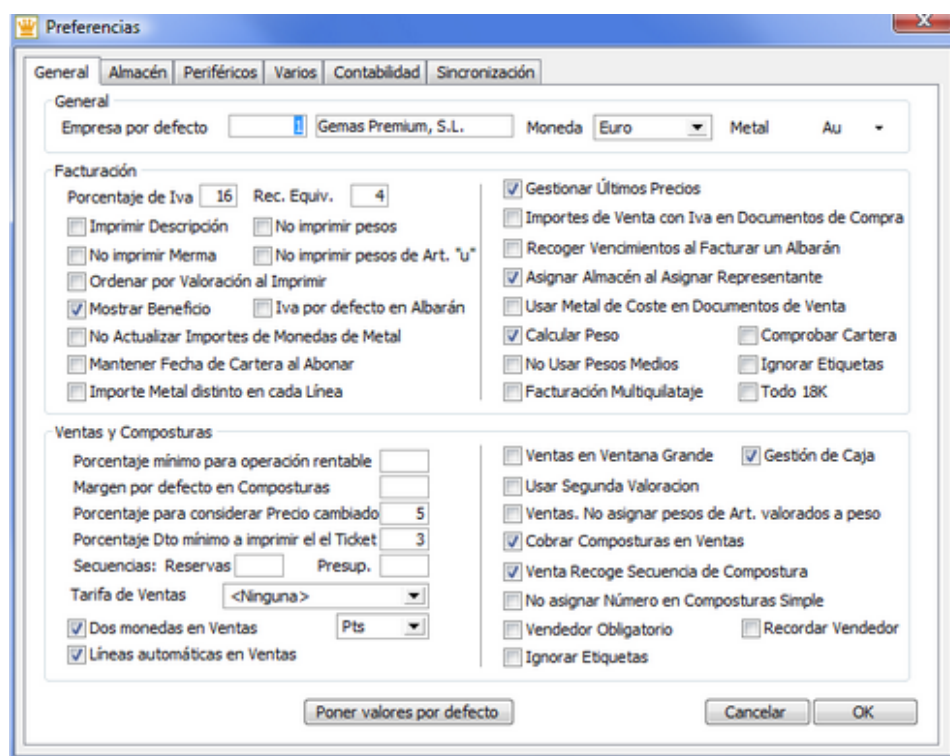 Preferencias
General Almacén Periféricos Varios Contabilidad Sincronización
General
Empresa por defecto 1 Gemas Premium, S.L. Moneda Euro Metal Au
Facturación
Porcentaje de Iva 16 Rec. Equiv. 4
Imprimir Descripción No imprimir pesos
No imprimir Merma No imprimir pesos de Art. "u"
Ordenar por Valoración al Imprimir
Mostrar Beneficio Iva por defecto en Albarán
No Actualizar Importes de Monedas de Metal
Mantener Fecha de Cartera al Abonar
Importe Metal distinto en cada Línea
Gestionar Últimos Precios
Importes de Venta con Iva en Documentos de Compra
Recoger Vencimientos al Facturar un Albarán
Asignar Almacén al Asignar Representante
Usar Metal de Coste en Documentos de Venta
Calcular Peso Comprobar Cartera
No Usar Pesos Medios Ignorar Etiquetas
Facturación Multiquilataje Todo 18K
Ventas y Composturas
Porcentaje mínimo para operación rentable
Margen por defecto en Composturas
Porcentaje para considerar Precio cambiado 5
Porcentaje Dto mínimo a imprimir el el Ticket 3
Secuencias: Reservas Presup.
Tarifa de Ventas <Ninguna>
Dos monedas en Ventas Pts
Líneas automáticas en Ventas
Ventas en Ventana Grande Gestión de Caja
Usar Segunda Valoracion
Ventas. No asignar pesos de Art. valorados a peso
Cobrar Composturas en Ventas
Venta Recoge Secuencia de Compostura
No asignar Número en Composturas Simple
Vendedor Obligatorio Recordar Vendedor
Ignorar Etiquetas
Poner valores por defecto Cancelar OK